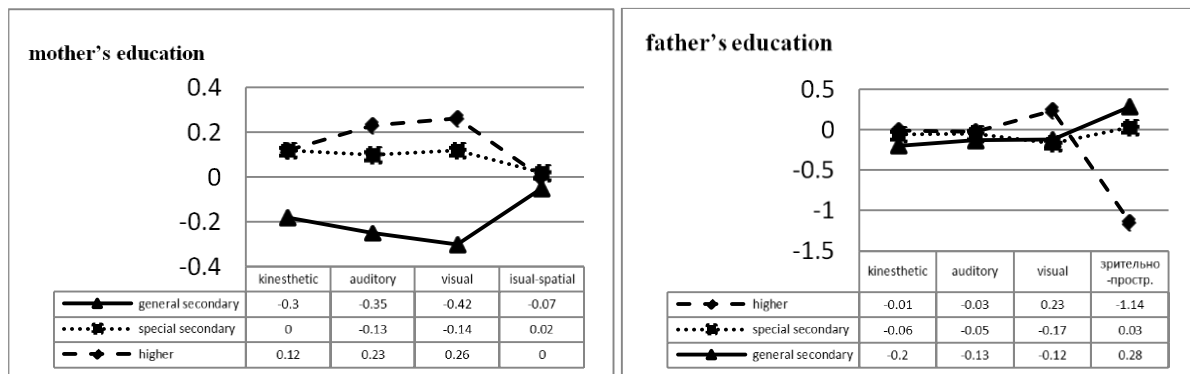 mother's education
0.4
0.2
0
-0.2
-0.4
kinesthetic auditory visual isual-spatial
general secondary -0.3 -0.35 -0.42 -0.07
special secondary 0 -0.13 -0.14 0.02
higher 0.12 0.23 0.26 0
father's education
0.5
0
-0.5
-1
-1.5
kinesthetic auditory visual зрительно
-простр.
higher -0.01 -0.03 0.23 -1.14
special secondary -0.06 -0.05 -0.17 0.03
general secondary -0.2 -0.13 -0.12 0.28